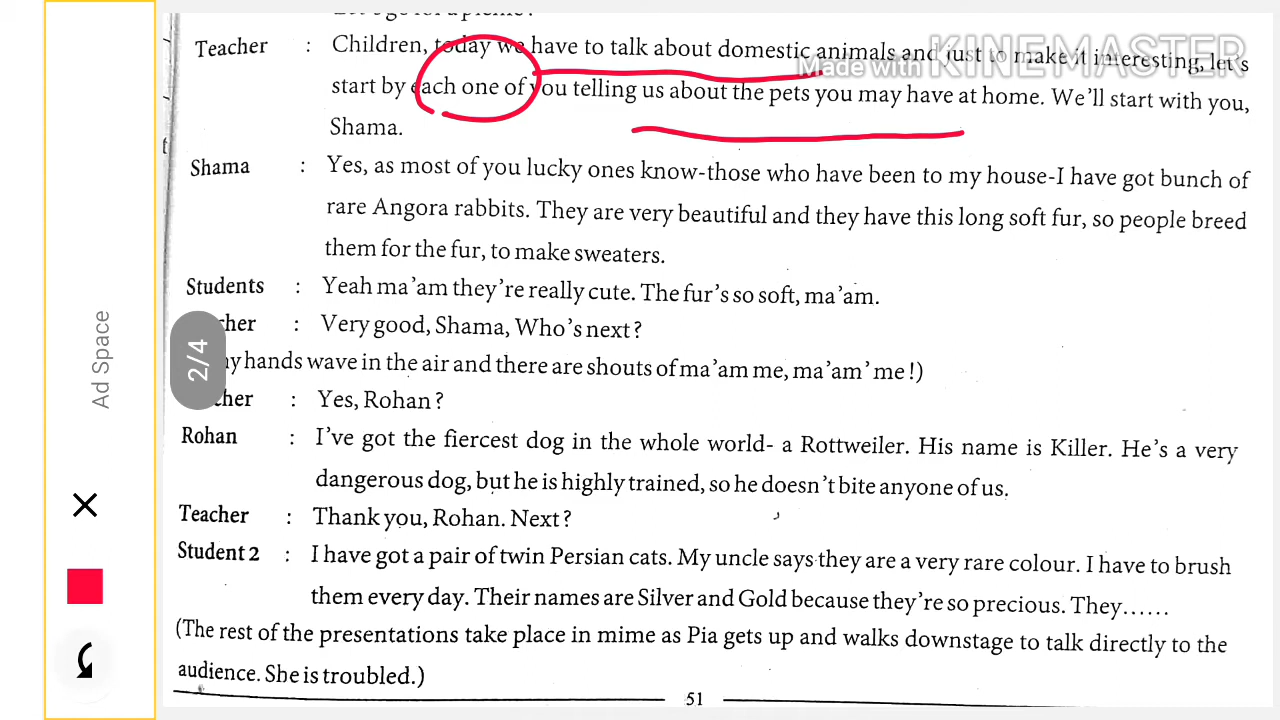 Teacher : Children, today we have to talk about domestic animals and just to make it interesting, let's
start by each one of you telling us about the pets you may have at home. We'll start with you,
Shama.
Shama : Yes, as most of you lucky ones know-those who have been to my house-I have got bunch of
rare Angora rabbits. They are very beautiful and they have this long soft fur, so people breed
them for the fur, to make sweaters.
Students : Yeah ma'am they're really cute. The fur's so soft, ma'am.
cher : Very good, Shama, Who's next?
hands wave in the air and there are shouts of ma'am me, ma'am' me!)
cher : Yes, Rohan?
Rohan : I've got the fiercest dog in the whole world- a Rottweiler. His name is Killer. He's a very
dangerous dog, but he is highly trained, so he doesn't bite anyone of us.
Teacher : Thank you, Rohan. Next?
Student 2 : I have got a pair of twin Persian cats. My uncle says they are a very rare colour. I have to brush
them every day. Their names are Silver and Gold because they're so precious. They......
(The rest of the presentations take place in mime as Pia gets up and walks downstage to talk directly to the
audience. She is troubled.)
51
Made with KINEMASTER
Ad Space
2/4